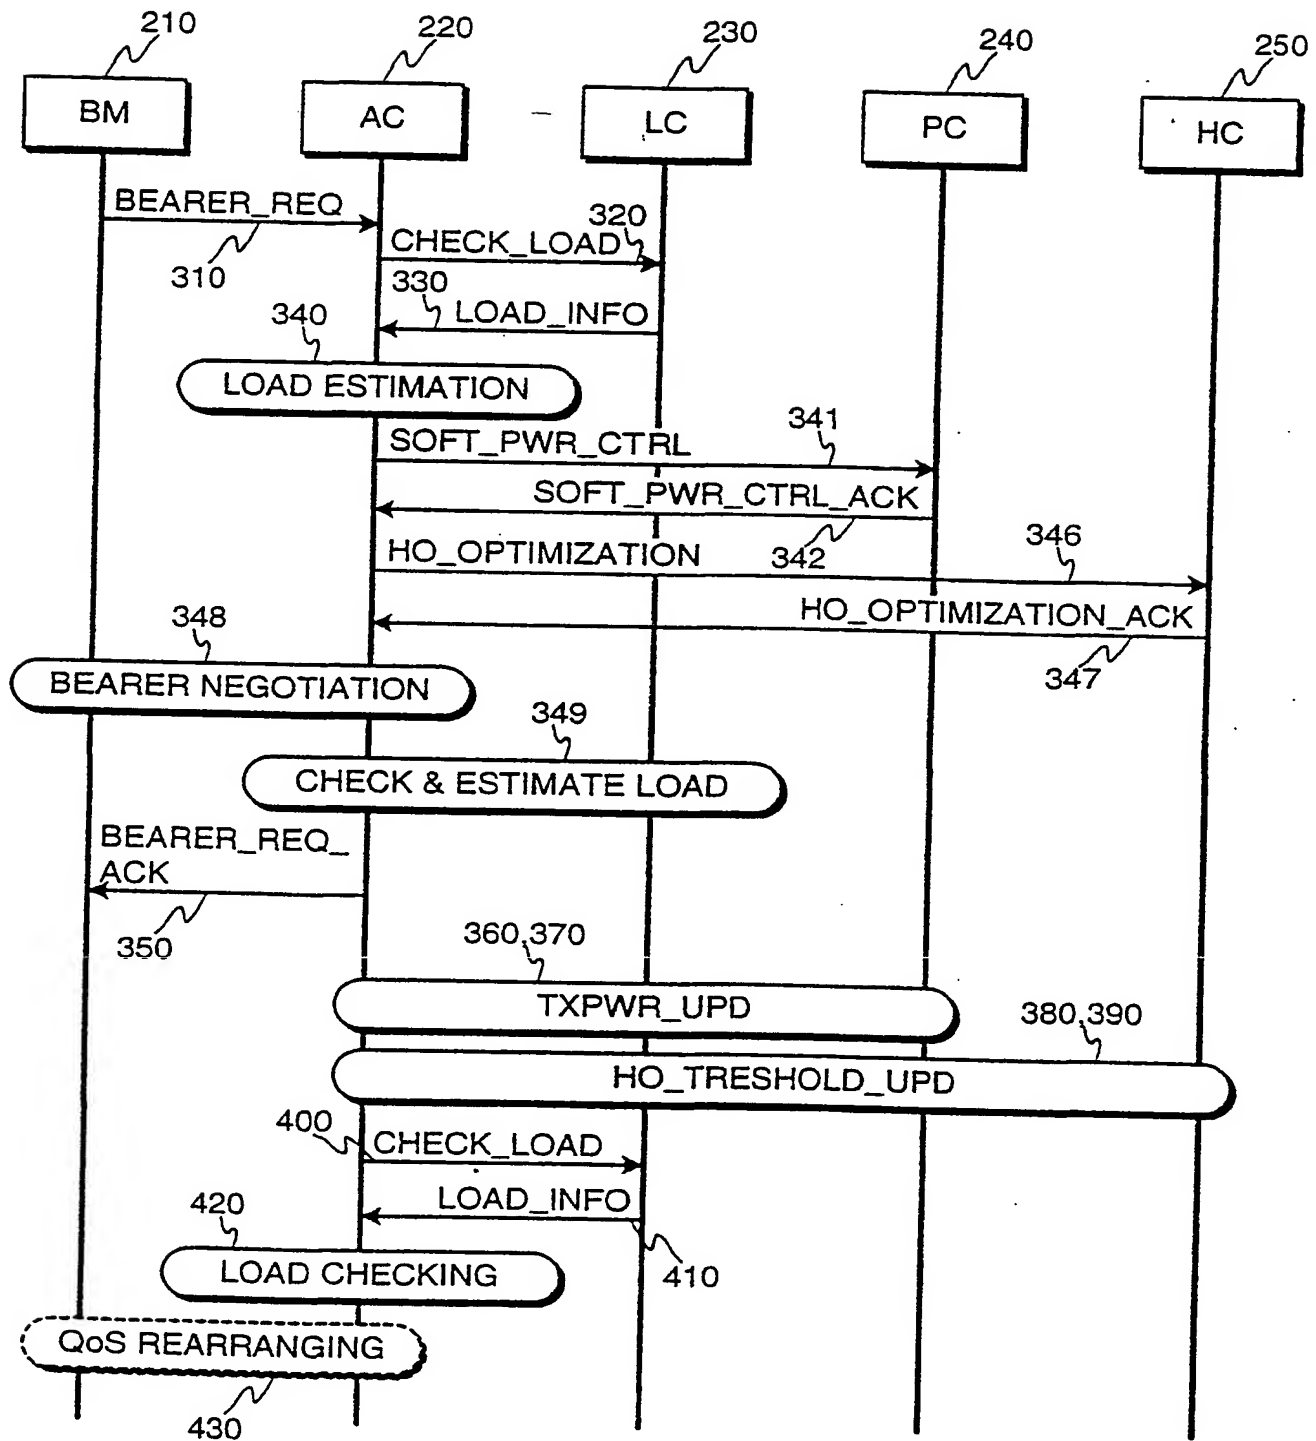 210
220
230
240
250
BM
AC
LC
PC
HC
BEARER_REQ
310
320
CHECK_LOAD
330
LOAD_INFO
340
LOAD ESTIMATION
341
SOFT_PWR_CTRL
SOFT_PWR_CTRL_ACK
342
346
HO_OPTIMIZATION
HO_OPTIMIZATION_ACK
347
348
BEARER NEGOTIATION
349
CHECK & ESTIMATE LOAD
BEARER_REQ_
ACK
350
360,370
TXPWR_UPD
380,390
HO_TRESHOLD_UPD
400
CHECK_LOAD
LOAD_INFO
410
420
LOAD CHECKING
QoS REARRANGING
430